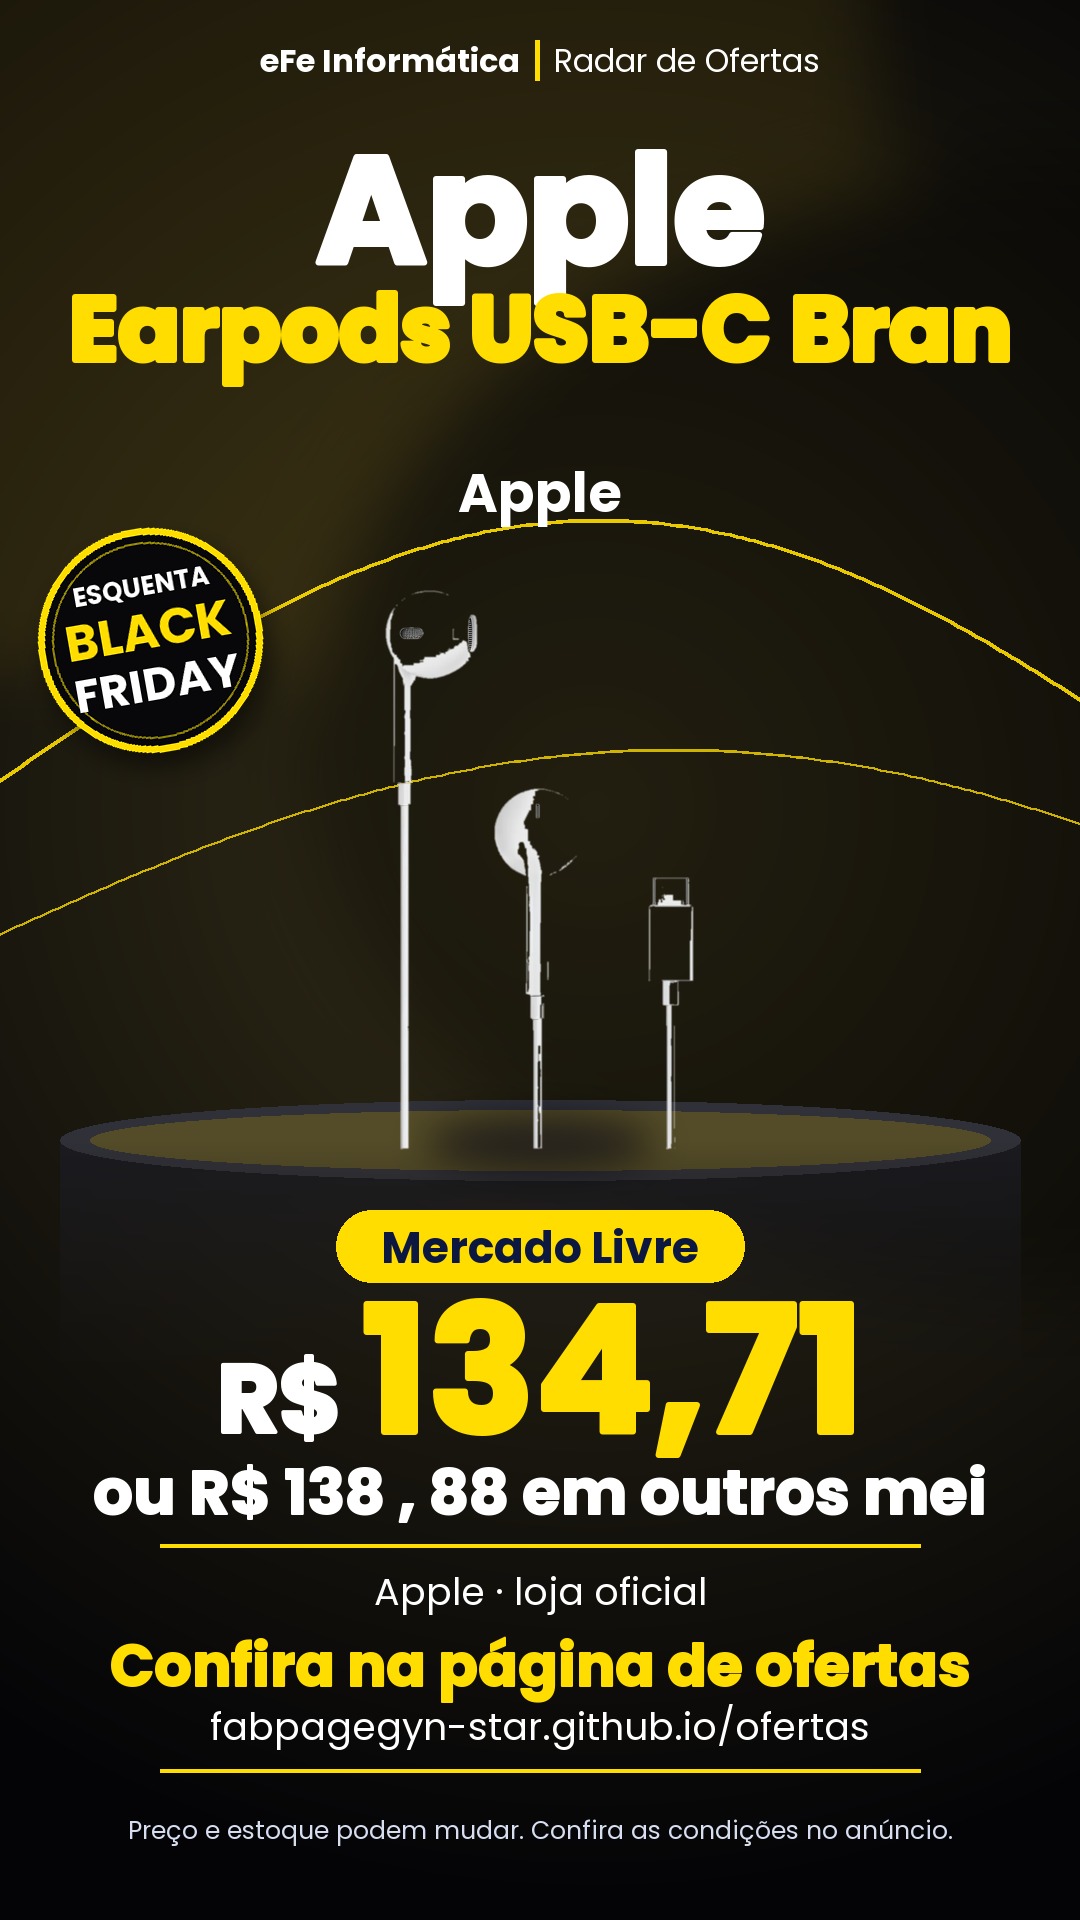 eFe Informática | Radar de Ofertas
Apple
Earpods USB-C Bran
Apple
ESQUENTA
BLACK
FRIDAY
L
Mercado Livre
R$ 134,71
ou R$ 138 , 88 em outros mei
Apple · loja oficial
Confira na página de ofertas
fabpagegyn-star.github.io/ofertas
Preço e estoque podem mudar. Confira as condições no anúncio.